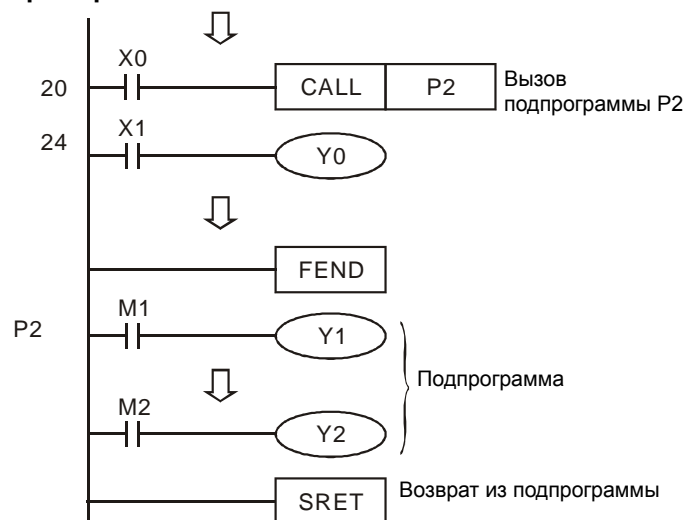 X0
20 CALL P2 Вызов
подпрограммы P2
X1
24 Y0
FEND
M1
P2 Y1
Подпрограмма
M2
Y2
SRET Возврат из подпрограммы